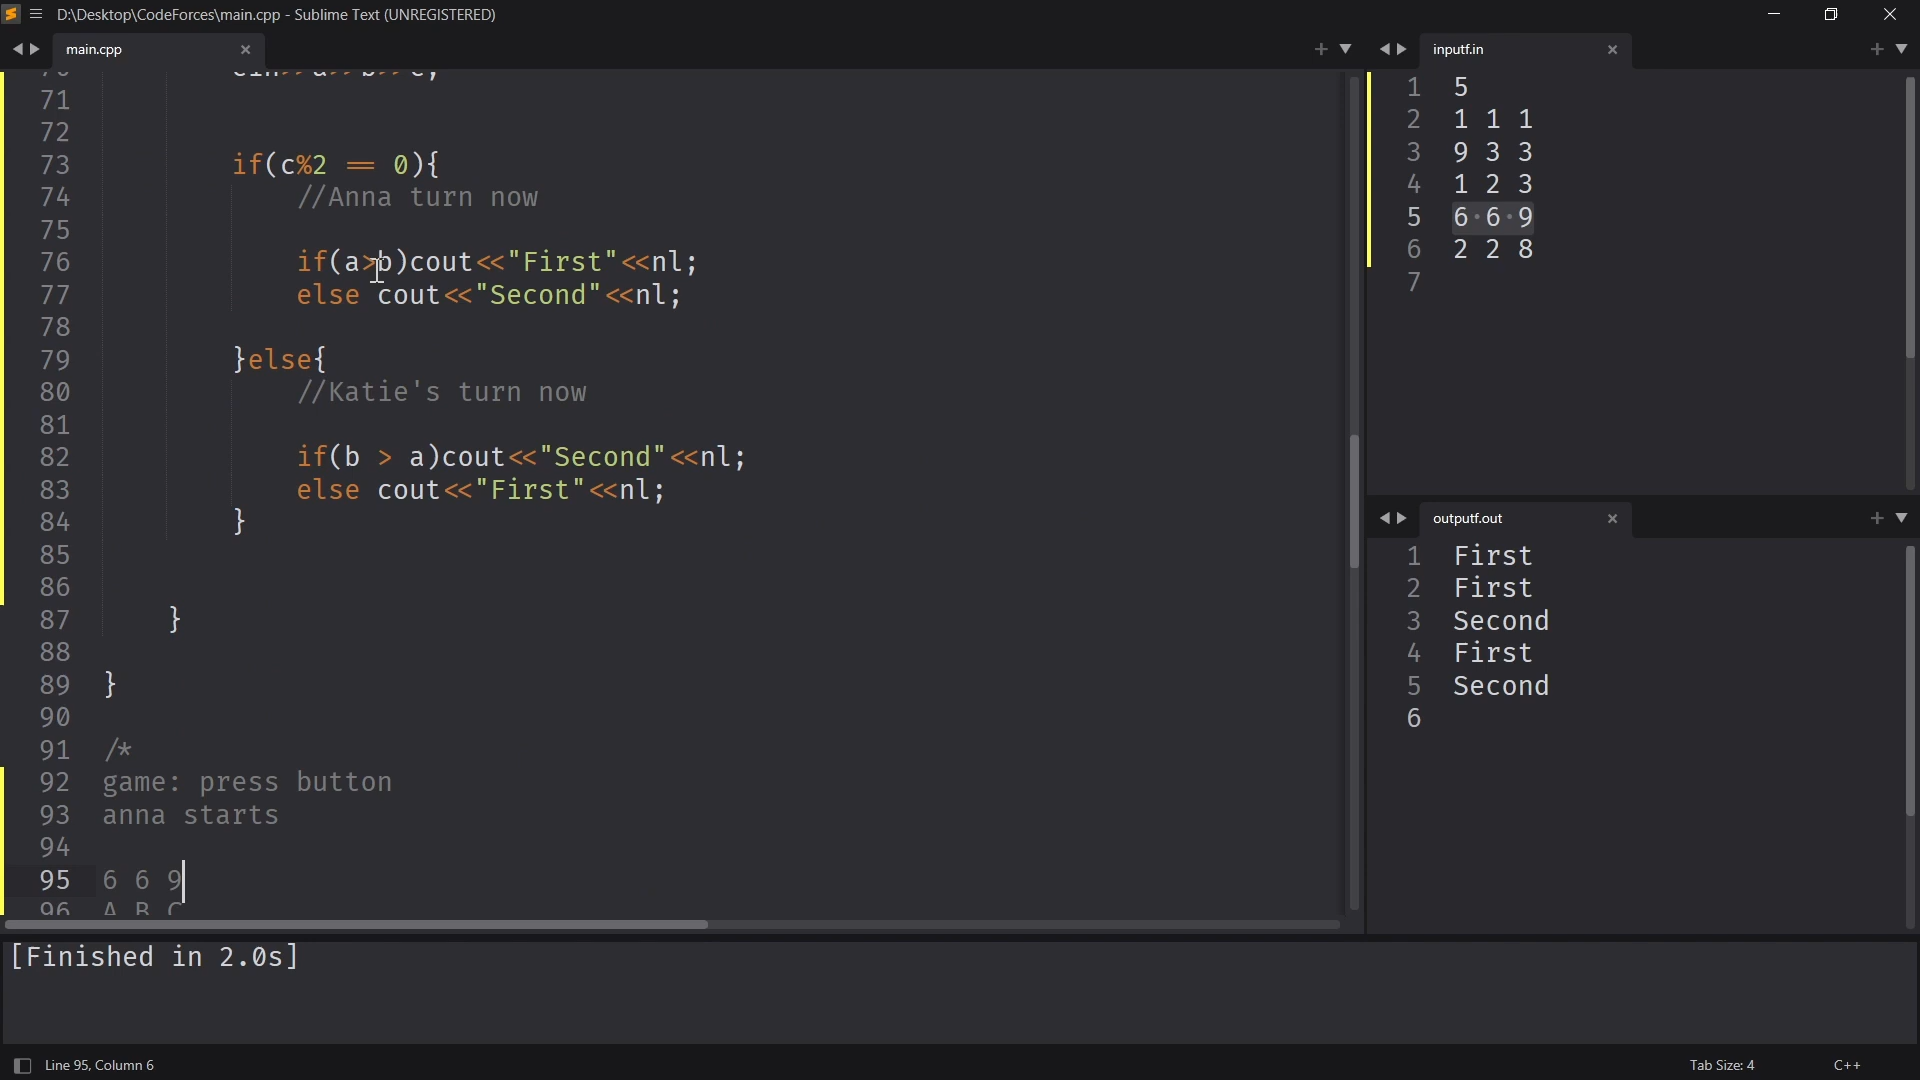 D:\Desktop\CodeForces\main.cpp - Sublime Text (UNREGISTERED)
main.cpp
71
72
73 if(c%2 == 0){
74 //Anna turn now
75
76 if(a>b)cout<<"First"<<nl;
77 else cout<<"Second"<<nl;
78
79 }else{
80 //Katie's turn now
81
82 if(b > a)cout<<"Second"<<nl;
83 else cout<<"First"<<nl;
84 }
85
86
87 }
88
89 }
90
91 /*
92 game: press button
93 anna starts
94
95 6 6 9
96 A B C
inputf.in
1 5
2 1 1 1
3 9 3 3
4 1 2 3
5 6·6·9
6 2 2 8
7
outputf.out
1 First
2 First
3 Second
4 First
5 Second
6
[Finished in 2.0s]
Line 95, Column 6
Tab Size: 4
C++